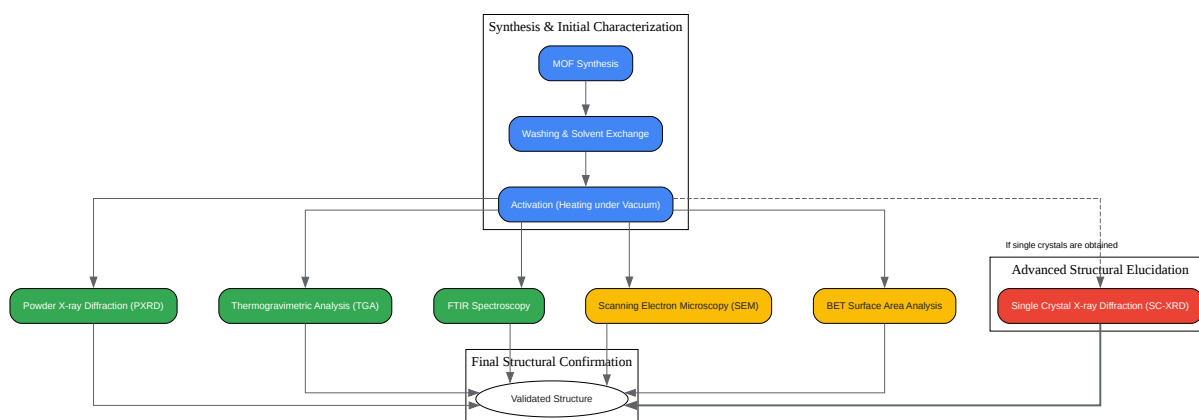 Synthesis & Initial Characterization
MOF Synthesis
Washing & Solvent Exchange
Activation (Heating under Vacuum)
If single crystals are obtained
Advanced Structural Elucidation
Powder X-ray Diffraction (PXRD)
Thermogravimetric Analysis (TGA)
FTIR Spectroscopy
Scanning Electron Microscopy (SEM)
BET Surface Area Analysis
Single Crystal X-ray Diffraction (SC-XRD)
Final Structural Confirmation
Validated Structure